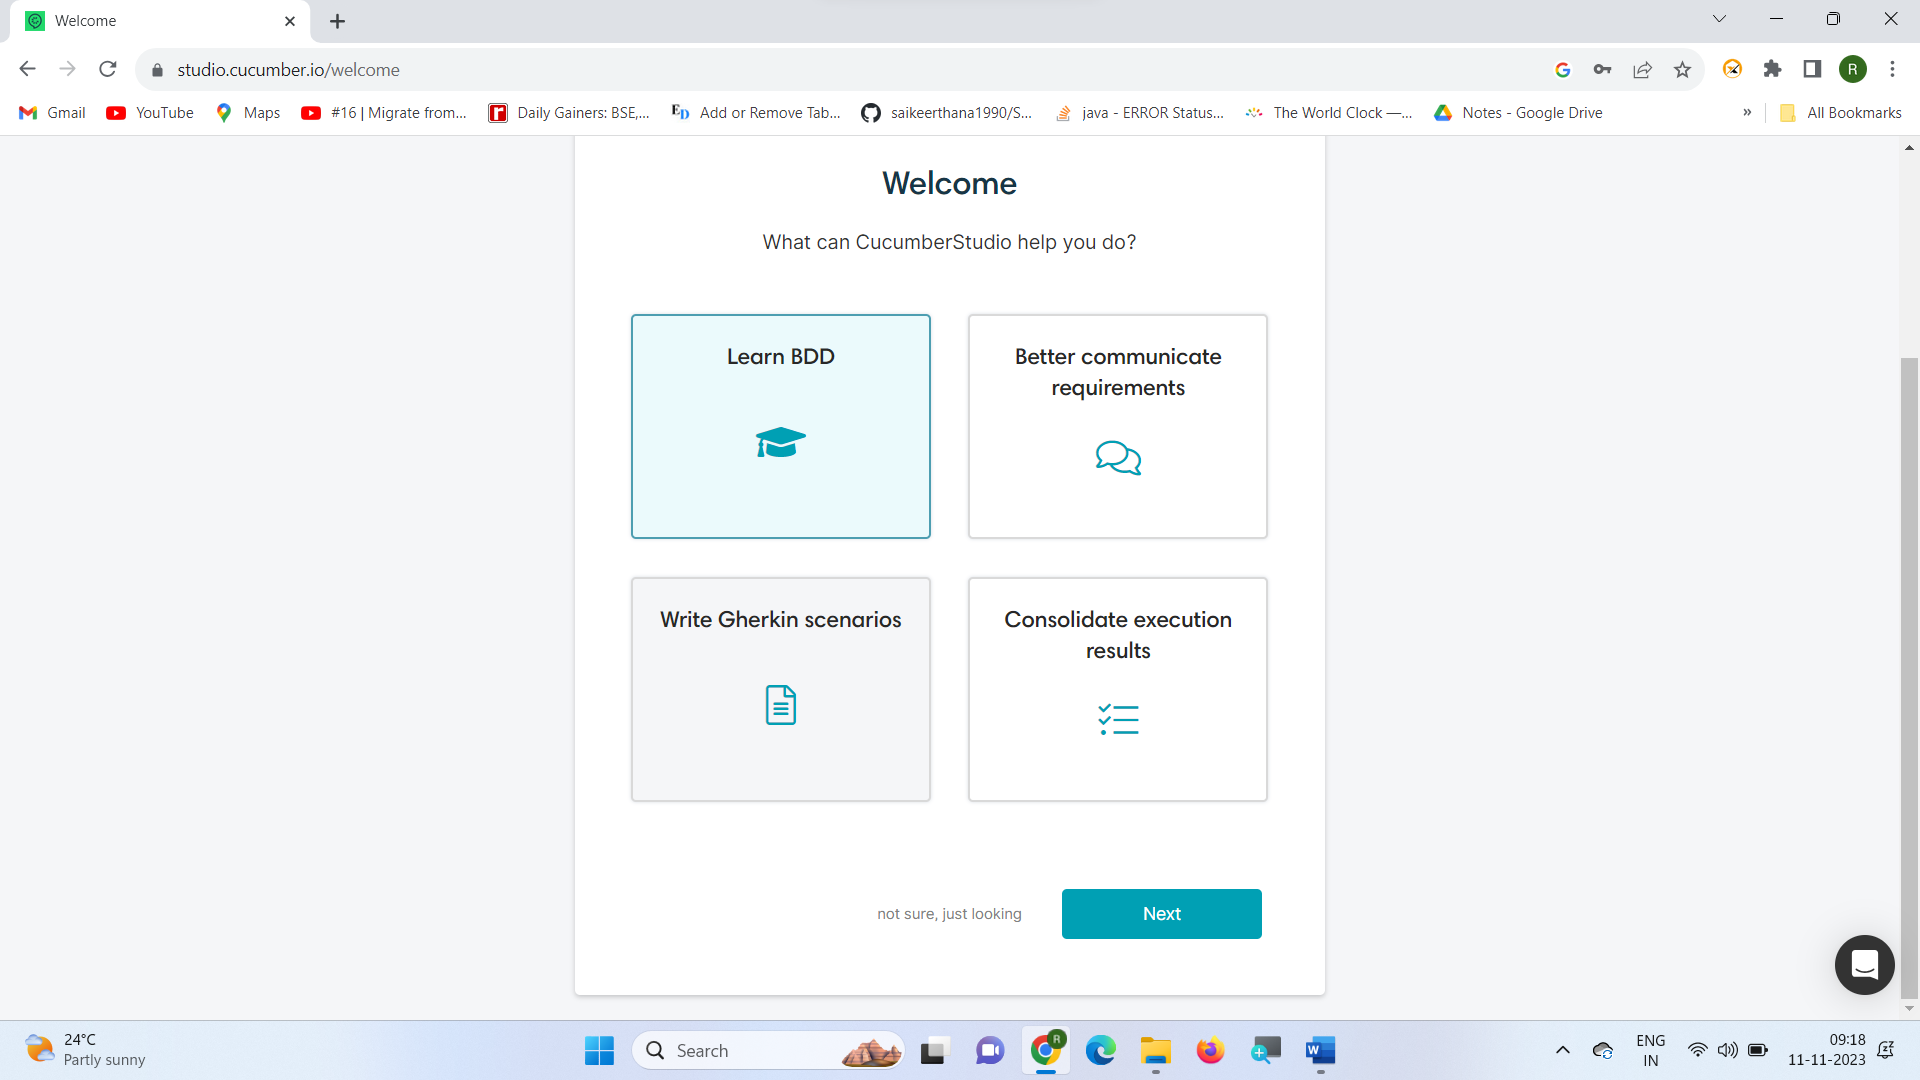 Welcome
studio.cucumber.io/welcome
R
Gmail
YouTube
Maps
#16 | Migrate from...
Daily Gainers: BSE,...
Add or Remove Tab...
saikeerthana1990/S...
java - ERROR Status...
The World Clock —...
Notes - Google Drive
»
All Bookmarks
Welcome
What can CucumberStudio help you do?
Learn BDD
Better communicate
requirements
Write Gherkin scenarios
Consolidate execution
results
not sure, just looking
Next
24°C
Partly sunny
Search
R
W
ENG
IN
09:18
11-11-2023